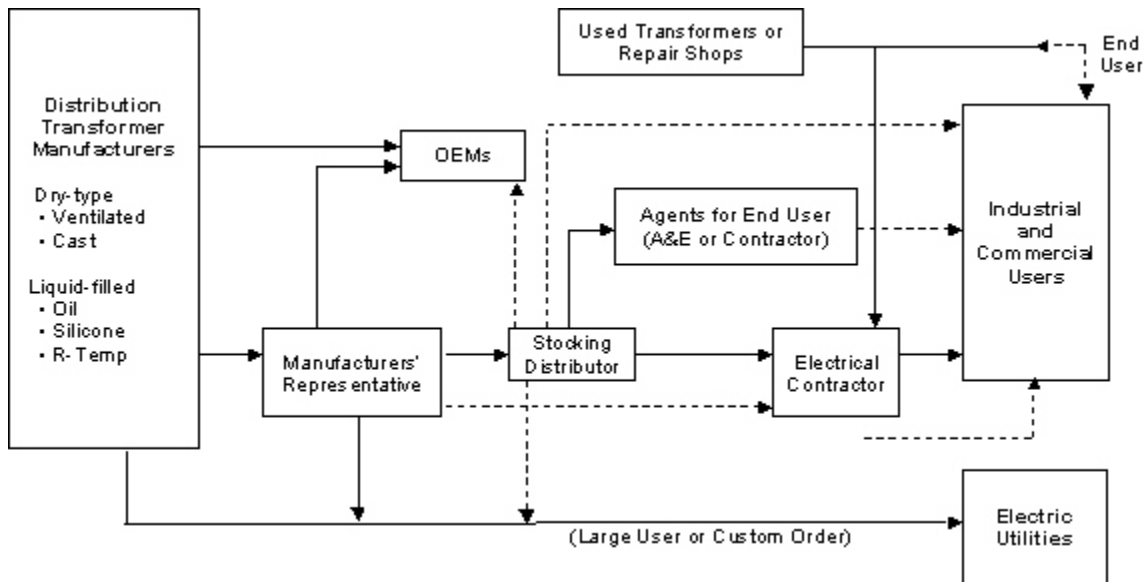 Used Transformers or
Repair Shops
End
User
Distribution
Transformer
Manufacturers
Dry-type
• Ventilated
• Cast
Liquid-filled
• Oil
• Silicone
• R-Temp
OEMs
Agents for End User
(A&E or Contractor)
Industrial
and
Commercial
Users
Manufacturers'
Representative
Stocking
Distributor
Electrical
Contractor
(Large User or Custom Order)
Electric
Utilities